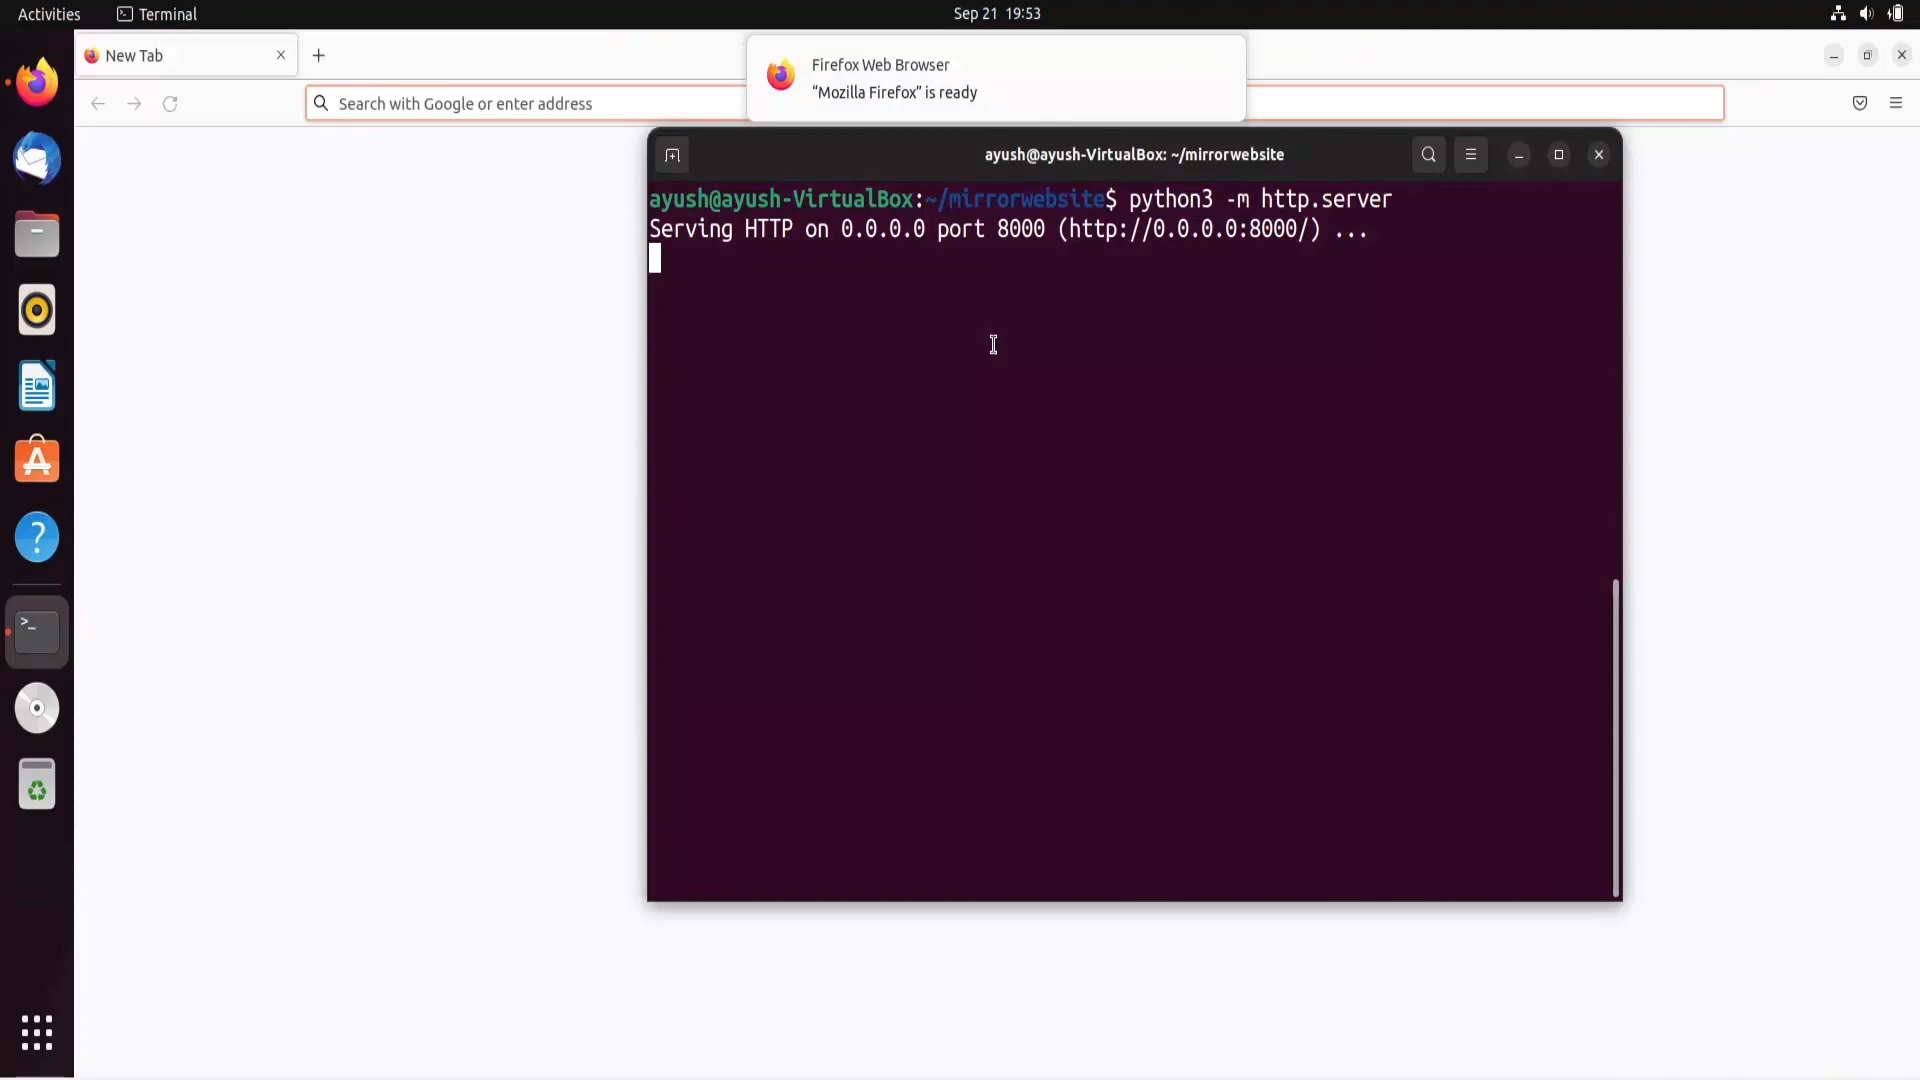 Activities
Terminal
Sep 21 19:53
New Tab
Firefox Web Browser
“Mozilla Firefox” is ready
Search with Google or enter address
ayush@ayush-VirtualBox: ~/mirrorwebsite
ayush@ayush-VirtualBox:~/mirrorwebsite$ python3 -m http.server
Serving HTTP on 0.0.0.0 port 8000 (http://0.0.0.0:8000/) ...